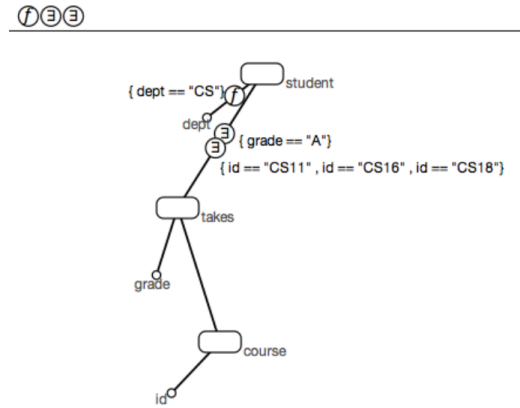 ƒ∃∃
student
{ dept == "CS"} ƒ
dept
∃ { grade == "A"}
∃ { id == "CS11" , id == "CS16" , id == "CS18"}
takes
grade
course
id